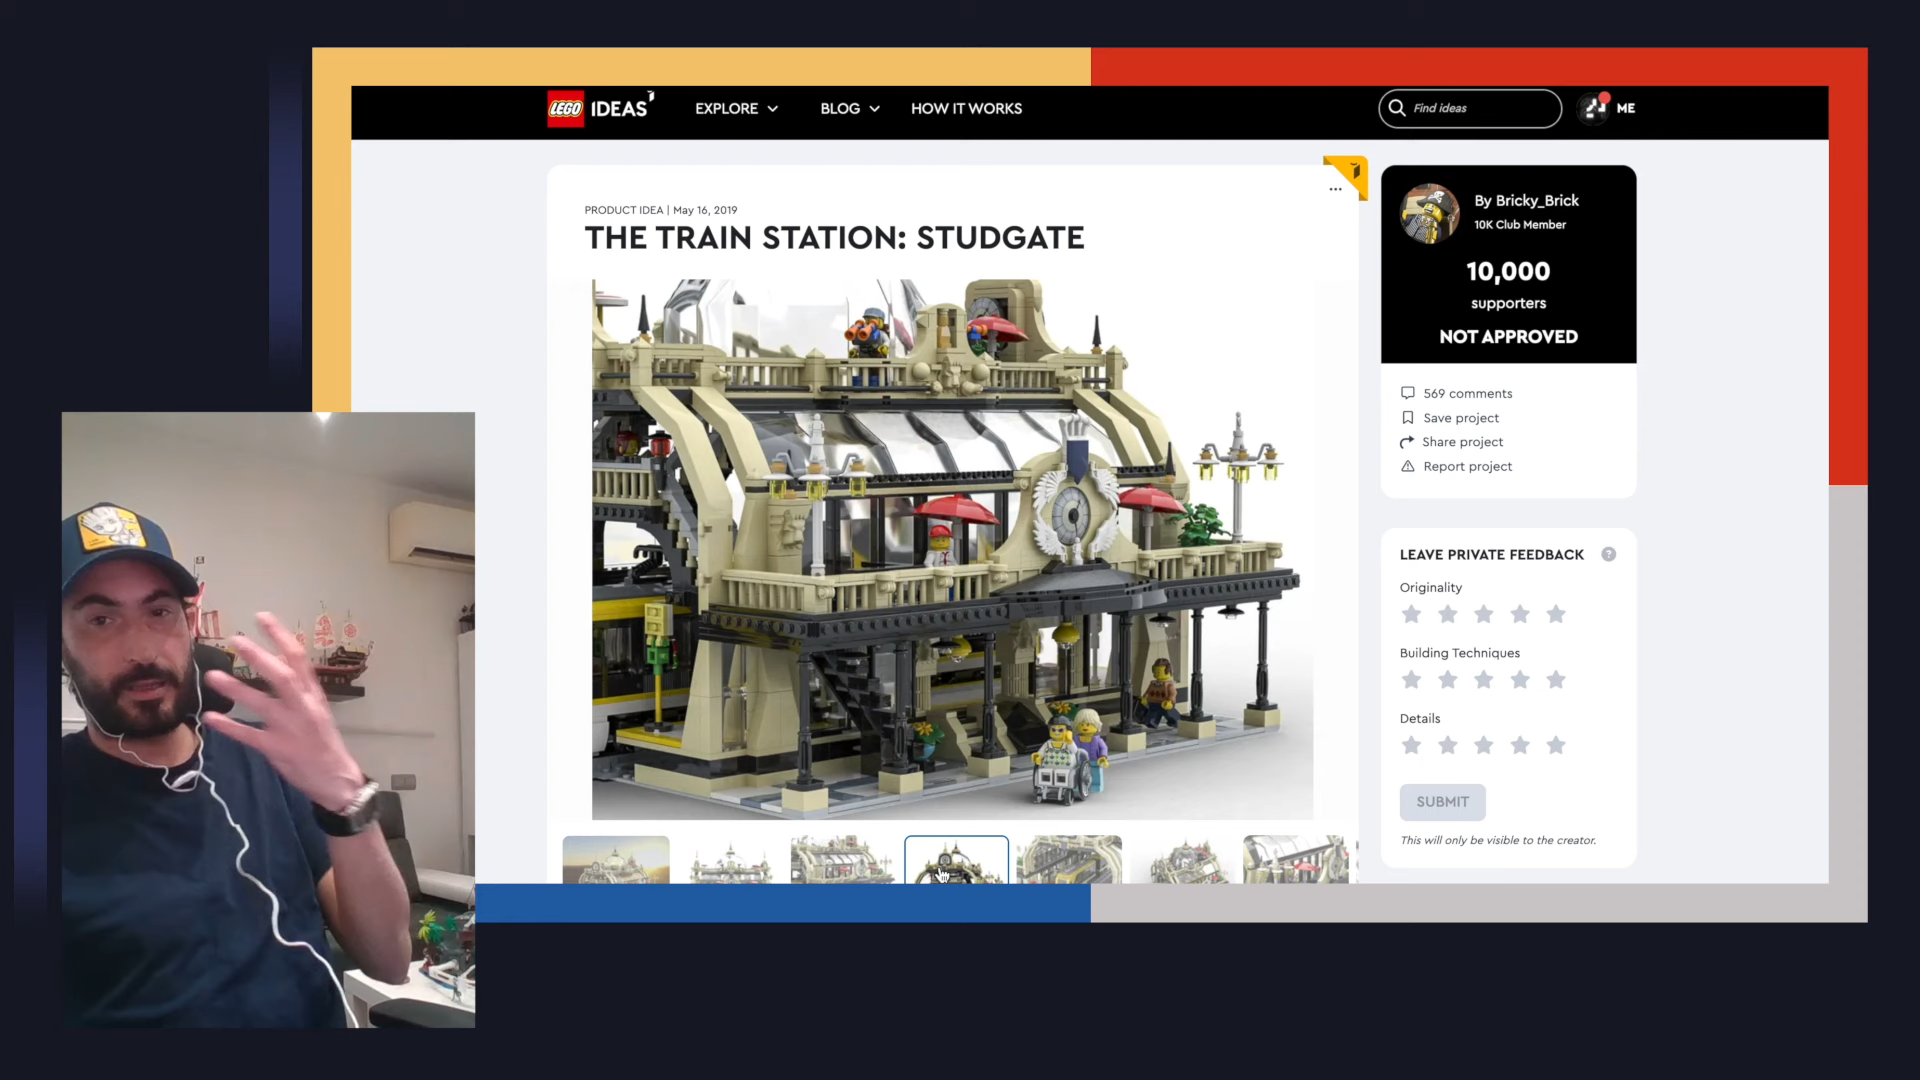 LEGO IDEAS
EXPLORE
BLOG
HOW IT WORKS
Find ideas
ME
PRODUCT IDEA | May 16, 2019
THE TRAIN STATION: STUDGATE
...
By Bricky_Brick
10K Club Member
10,000
supporters
NOT APPROVED
569 comments
Save project
Share project
Report project
LEAVE PRIVATE FEEDBACK ?
Originality
Building Techniques
Details
SUBMIT
This will only be visible to the creator.